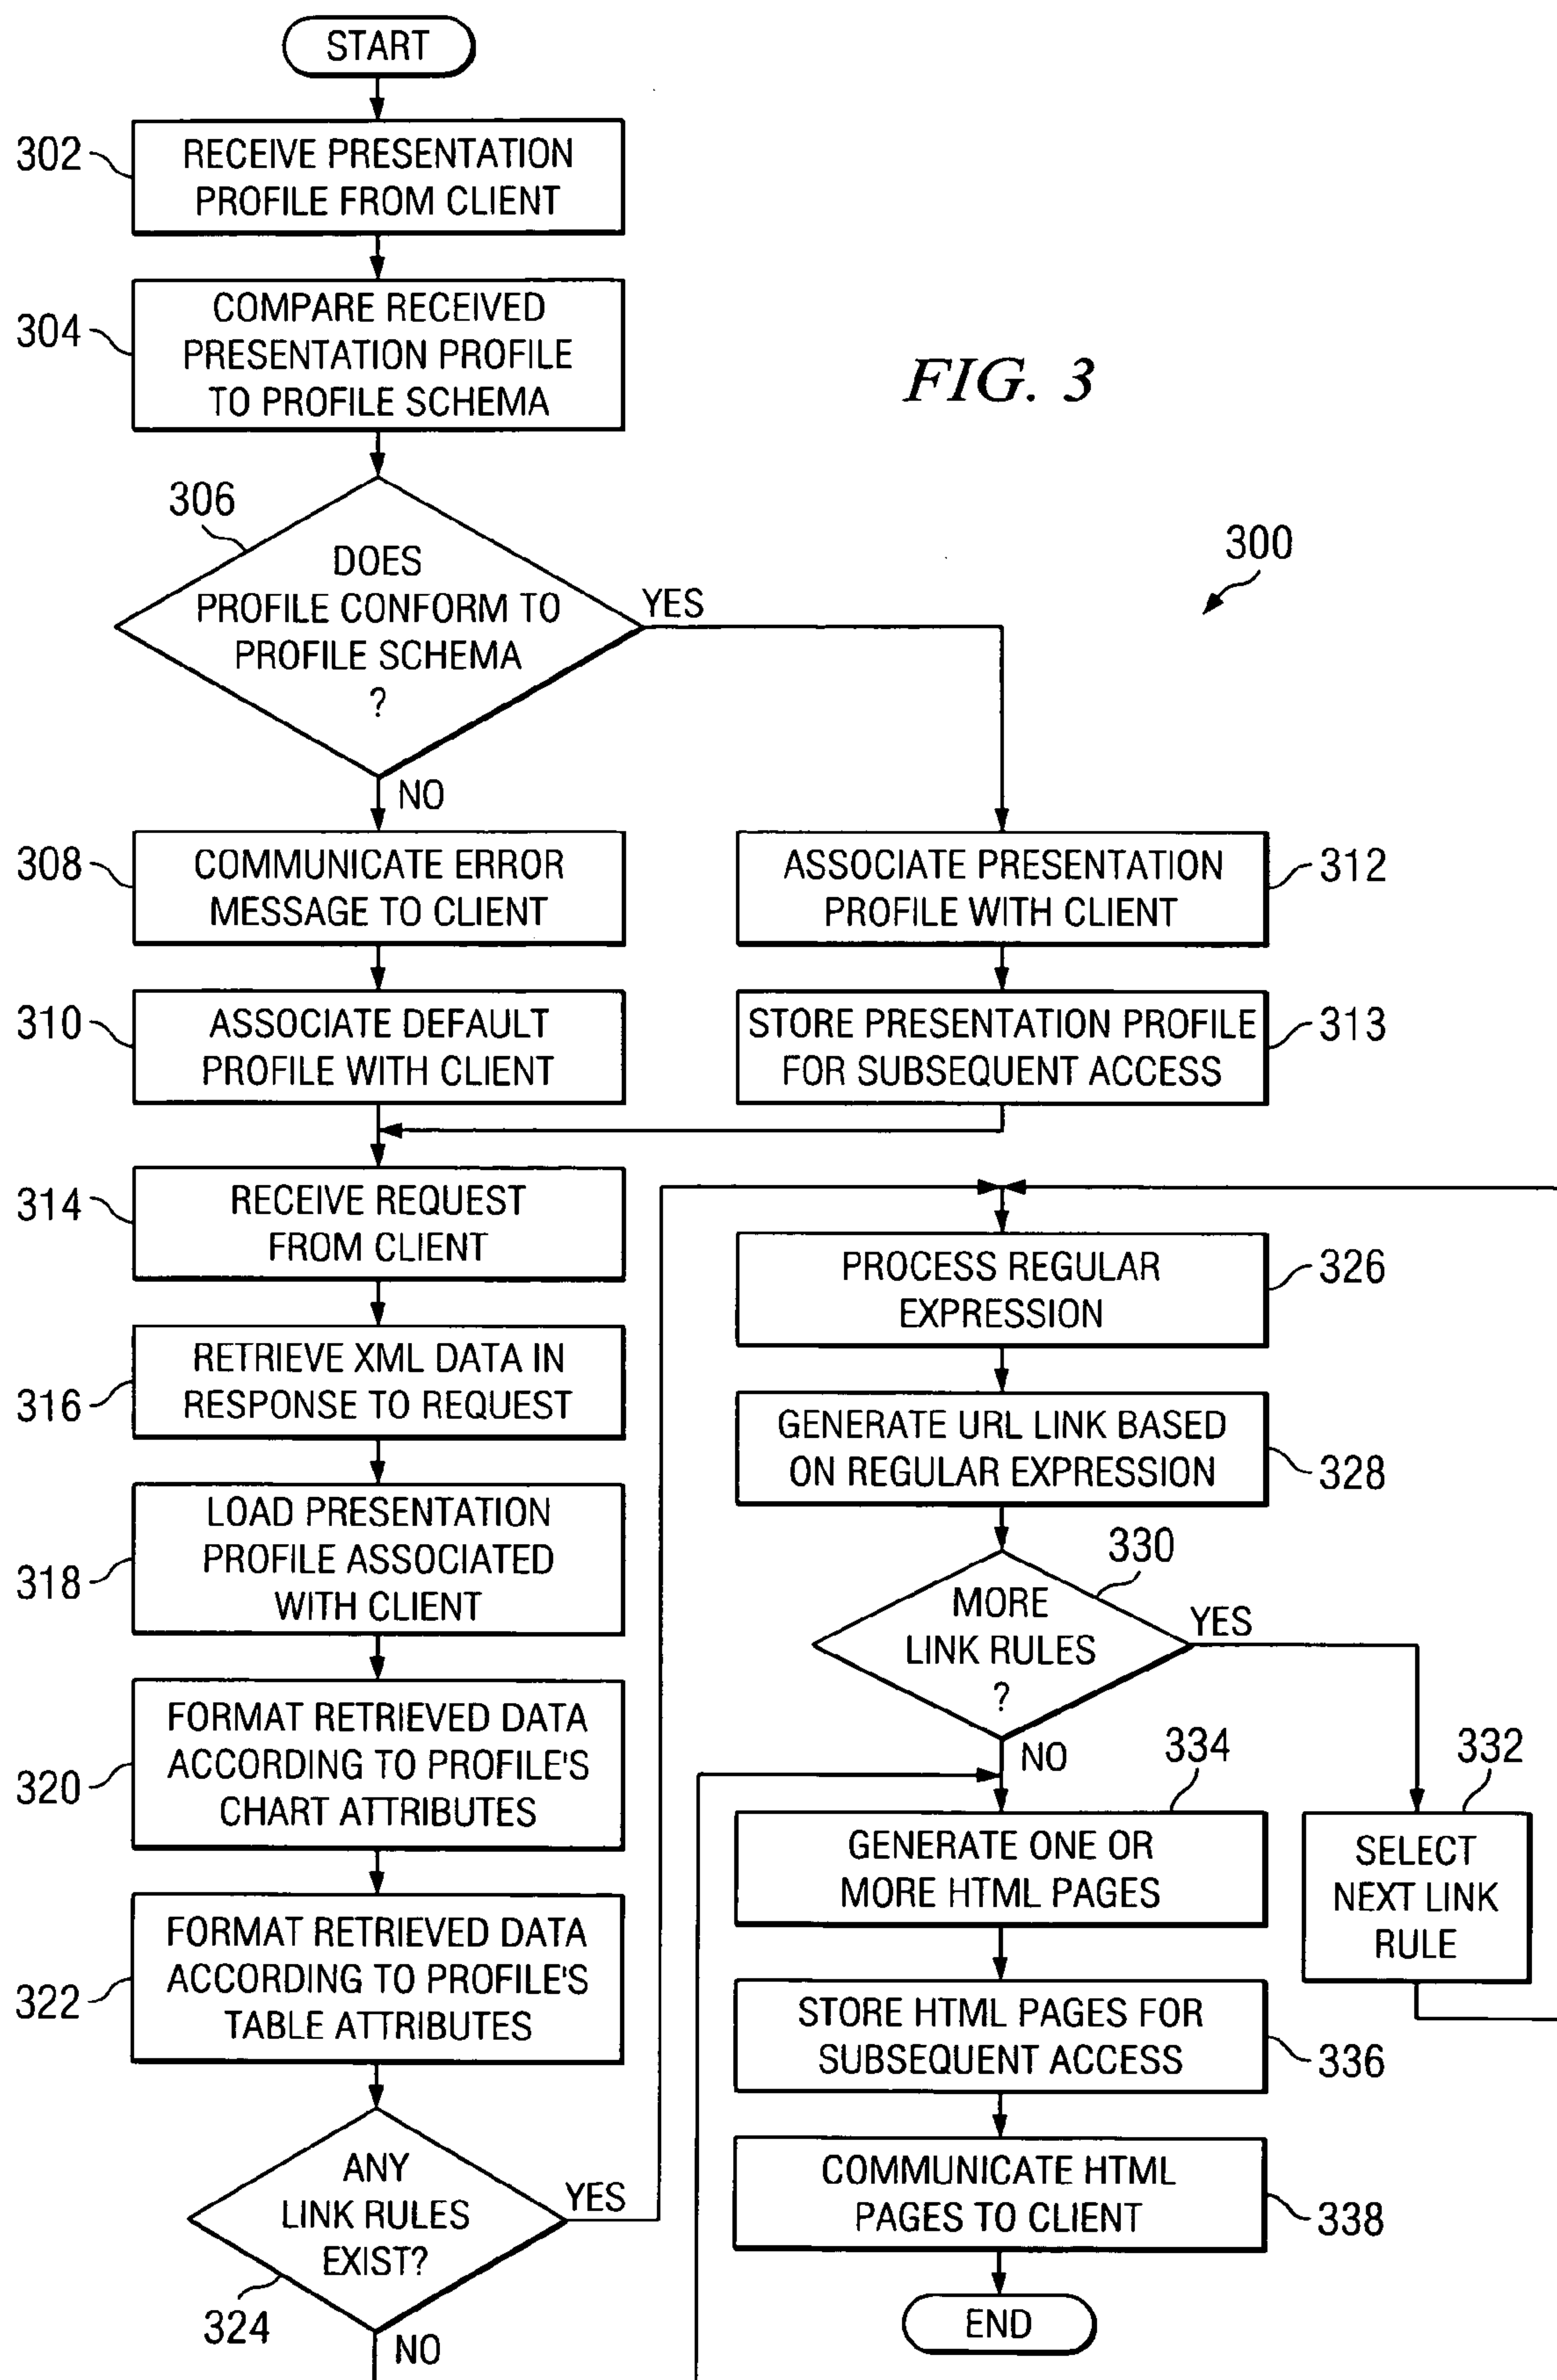 START
302
RECEIVE PRESENTATION
PROFILE FROM CLIENT
304
COMPARE RECEIVED
PRESENTATION PROFILE
TO PROFILE SCHEMA
FIG. 3
300
306
DOES
PROFILE CONFORM TO
PROFILE SCHEMA
?
YES
NO
308
COMMUNICATE ERROR
MESSAGE TO CLIENT
ASSOCIATE PRESENTATION
PROFILE WITH CLIENT
312
310
ASSOCIATE DEFAULT
PROFILE WITH CLIENT
STORE PRESENTATION PROFILE
FOR SUBSEQUENT ACCESS
313
314
RECEIVE REQUEST
FROM CLIENT
316
RETRIEVE XML DATA IN
RESPONSE TO REQUEST
318
LOAD PRESENTATION
PROFILE ASSOCIATED
WITH CLIENT
320
FORMAT RETRIEVED DATA
ACCORDING TO PROFILE'S
CHART ATTRIBUTES
322
FORMAT RETRIEVED DATA
ACCORDING TO PROFILE'S
TABLE ATTRIBUTES
ANY
LINK RULES
EXIST?
YES
324
NO
PROCESS REGULAR
EXPRESSION
326
GENERATE URL LINK BASED
ON REGULAR EXPRESSION
328
330
MORE
LINK RULES
?
YES
NO
334
332
GENERATE ONE OR
MORE HTML PAGES
SELECT
NEXT LINK
RULE
STORE HTML PAGES FOR
SUBSEQUENT ACCESS
336
COMMUNICATE HTML
PAGES TO CLIENT
338
END